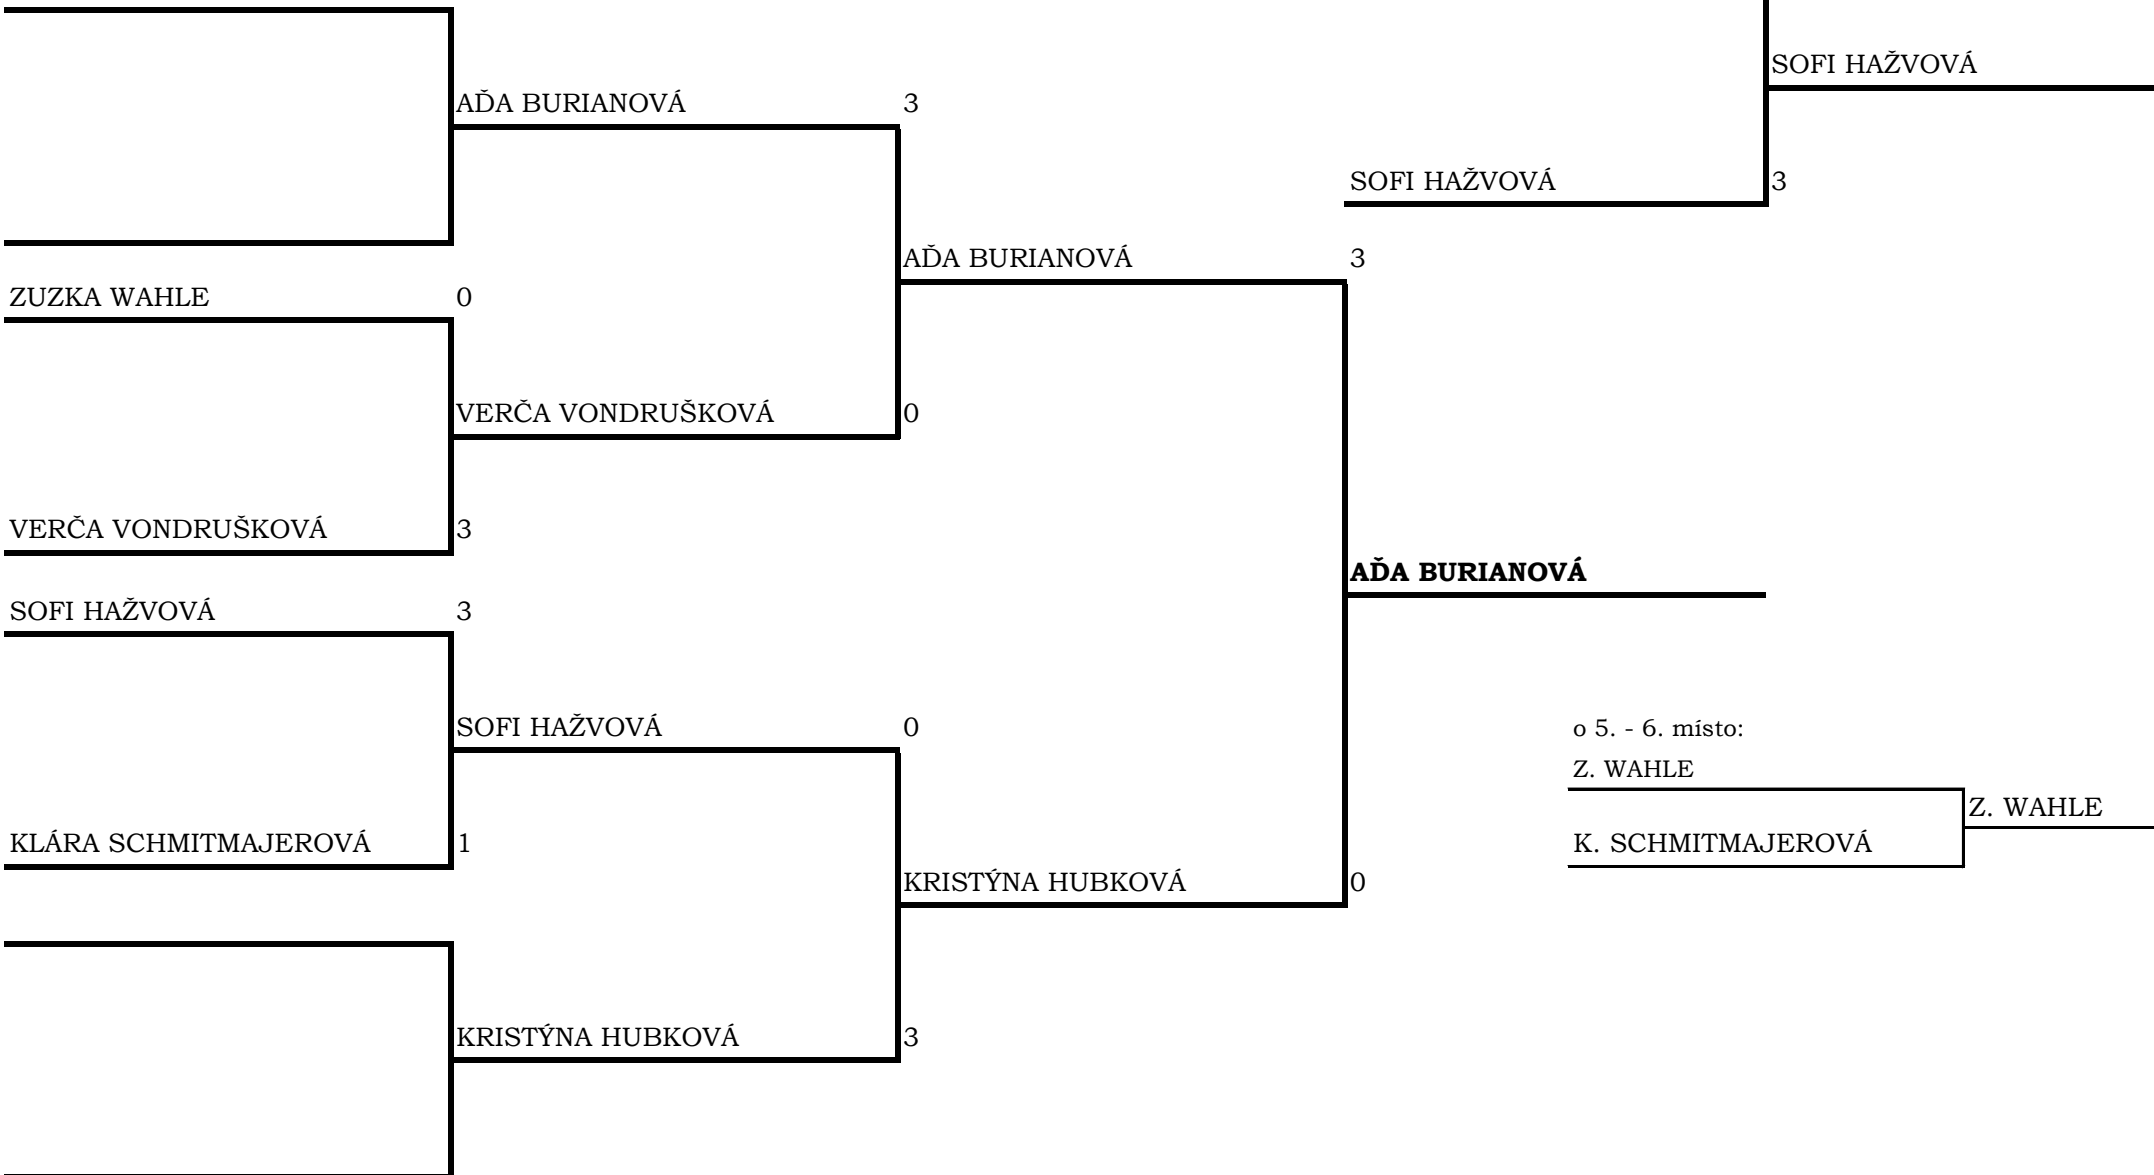 SOFI HAŽVOVÁ
AĎA BURIANOVÁ 3
SOFI HAŽVOVÁ 3
AĎA BURIANOVÁ 3
ZUZKA WAHLE 0
VERČA VONDRUŠKOVÁ 0
VERČA VONDRUŠKOVÁ 3
AĎA BURIANOVÁ
SOFI HAŽVOVÁ 3
SOFI HAŽVOVÁ 0
o 5. - 6. místo:
Z. WAHLE
Z. WAHLE
KLÁRA SCHMITMAJEROVÁ 1
K. SCHMITMAJEROVÁ
KRISTÝNA HUBKOVÁ 0
KRISTÝNA HUBKOVÁ 3